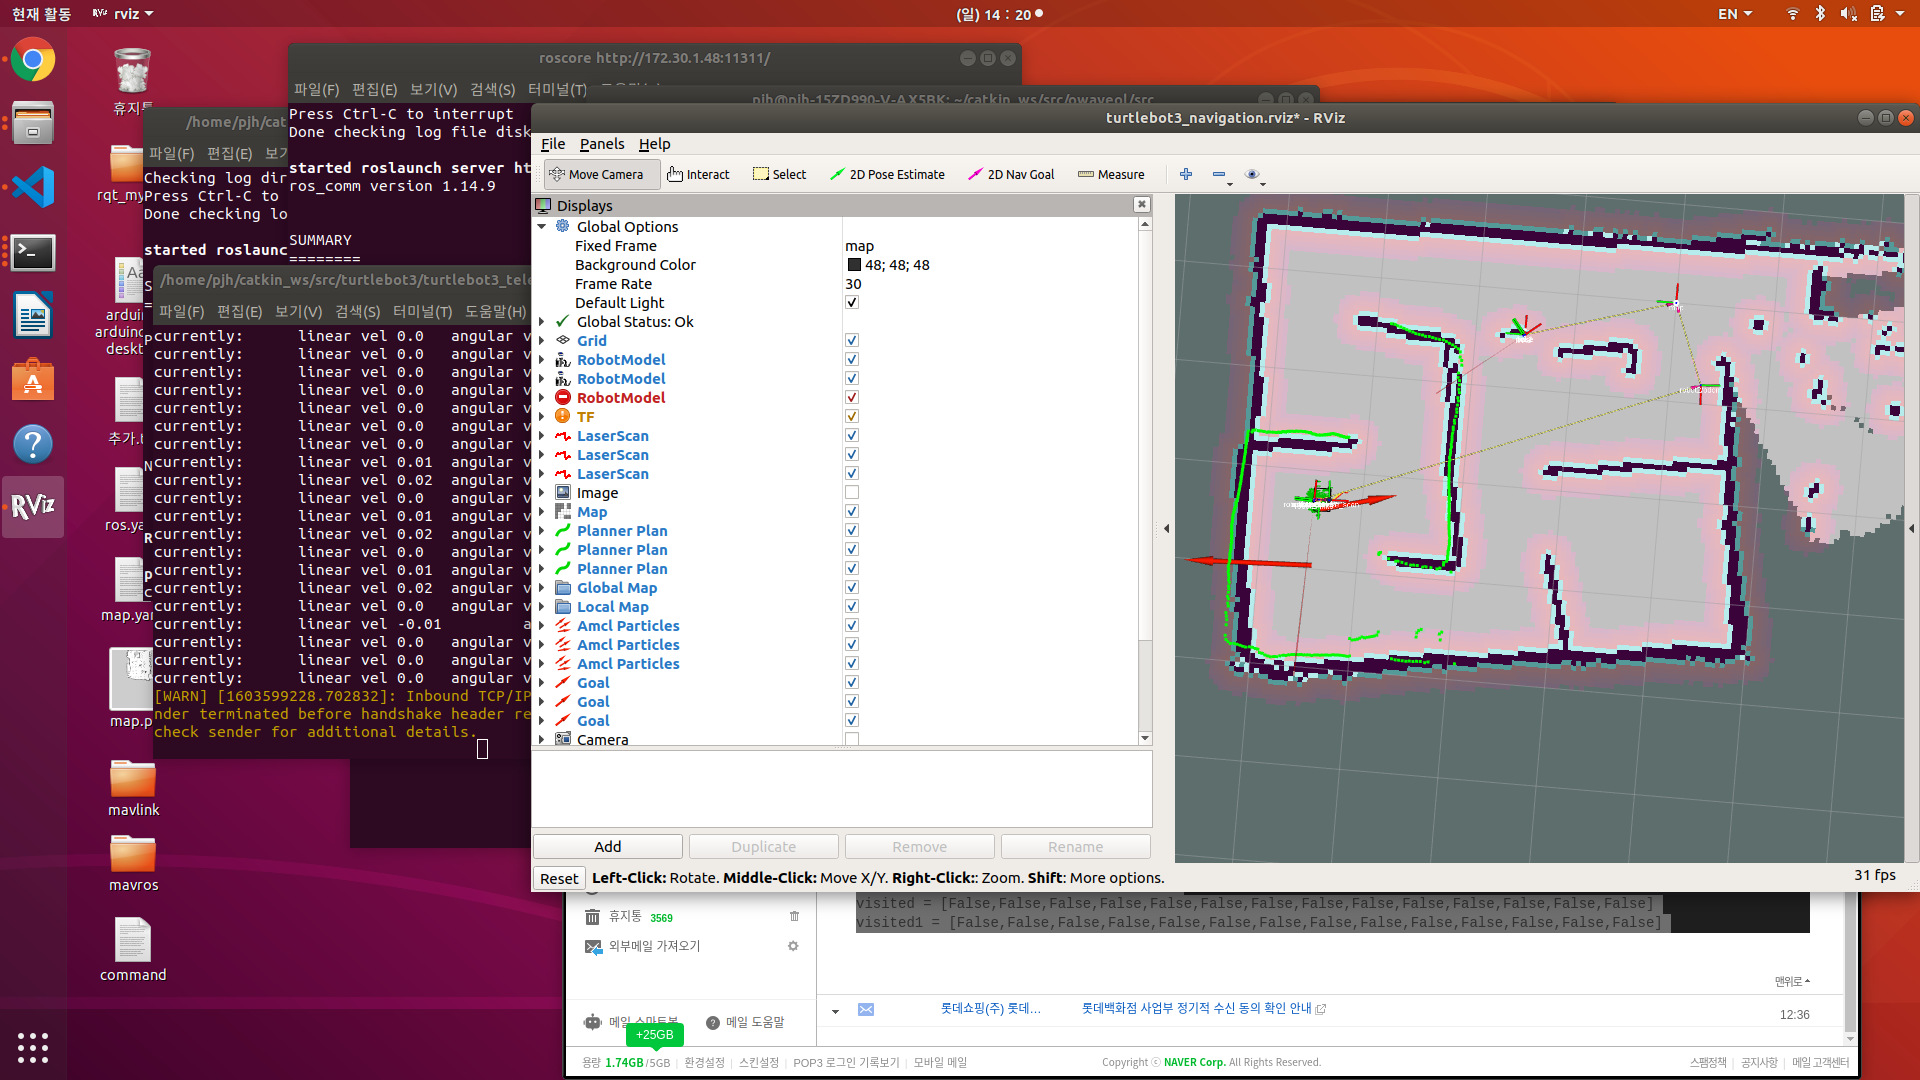 현재 활동
rviz
(일) 14 : 20
EN
휴지통
rqt_my
추가.t
ros.ya
map.yar
map.p
mavlink
mavros
command
roscore http://172.30.1.48:11311/
파일(F) 편집(E) 보기(V) 검색(S) 터미널(T)
Press Ctrl-C to interrupt
Done checking log file disk
started roslaunch server ht
ros_comm version 1.14.9
SUMMARY
========
pjh@pjh-15ZD990-V-AX5BK: ~/catkin_ws/src/owayeol/src
/home/pjh/cat
파일(F) 편집(E) 보기
Checking log dir
Press Ctrl-C to
Done checking lo
started roslaunc
/home/pjh/catkin_ws/src/turtlebot3/turtlebot3_tele
파일(F) 편집(E) 보기(V) 검색(S) 터미널(T) 도움말(H)
currently: linear vel 0.0 angular v
currently: linear vel 0.0 angular v
currently: linear vel 0.0 angular v
currently: linear vel 0.0 angular v
currently: linear vel 0.0 angular v
currently: linear vel 0.0 angular v
currently: linear vel 0.0 angular v
currently: linear vel 0.01 angular v
currently: linear vel 0.02 angular v
currently: linear vel 0.0 angular v
currently: linear vel 0.01 angular v
currently: linear vel 0.02 angular v
currently: linear vel 0.0 angular v
currently: linear vel 0.01 angular v
currently: linear vel 0.02 angular v
currently: linear vel 0.0 angular v
currently: linear vel -0.01 a
currently: linear vel 0.0 angular v
currently: linear vel 0.0 angular v
currently: linear vel 0.0 angular v
[WARN] [1603599228.702832]: Inbound TCP/IP
nder terminated before handshake header re
check sender for additional details.
turtlebot3_navigation.rviz* - RViz
File Panels Help
Move Camera Interact Select 2D Pose Estimate 2D Nav Goal Measure
Displays
Global Options
Fixed Frame map
Background Color 48; 48; 48
Frame Rate 30
Default Light
Global Status: Ok
Grid
RobotModel
RobotModel
RobotModel
TF
LaserScan
LaserScan
LaserScan
Image
Map
Planner Plan
Planner Plan
Planner Plan
Global Map
Local Map
Amcl Particles
Amcl Particles
Amcl Particles
Goal
Goal
Goal
Camera
Add Duplicate Remove Rename
Reset Left-Click: Rotate. Middle-Click: Move X/Y. Right-Click:: Zoom. Shift: More options.
31 fps
visited = [False,False,False,False,False,False,False,False,False,False,False,False,False,False]
visited1 = [False,False,False,False,False,False,False,False,False,False,False,False,False,False]
휴지통 3569
외부메일 가져오기
맨위로
롯데쇼핑(주) 롯데… 롯데백화점 사업부 정기적 수신 동의 확인 안내
12:36
메일 스마트봇 메일 도움말
+25GB
용량 1.74GB/5GB 환경설정 스킨설정 POP3 로그인 기록보기 모바일 메일
Copyright ⓒ NAVER Corp. All Rights Reserved.
스팸정책 공지사항 메일 고객센터